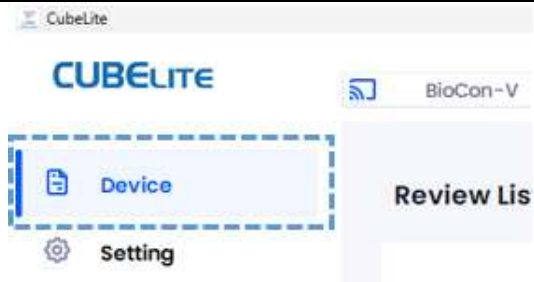 CubeLite
CUBELITE
BioCon-V
Device
Review Lis
Setting